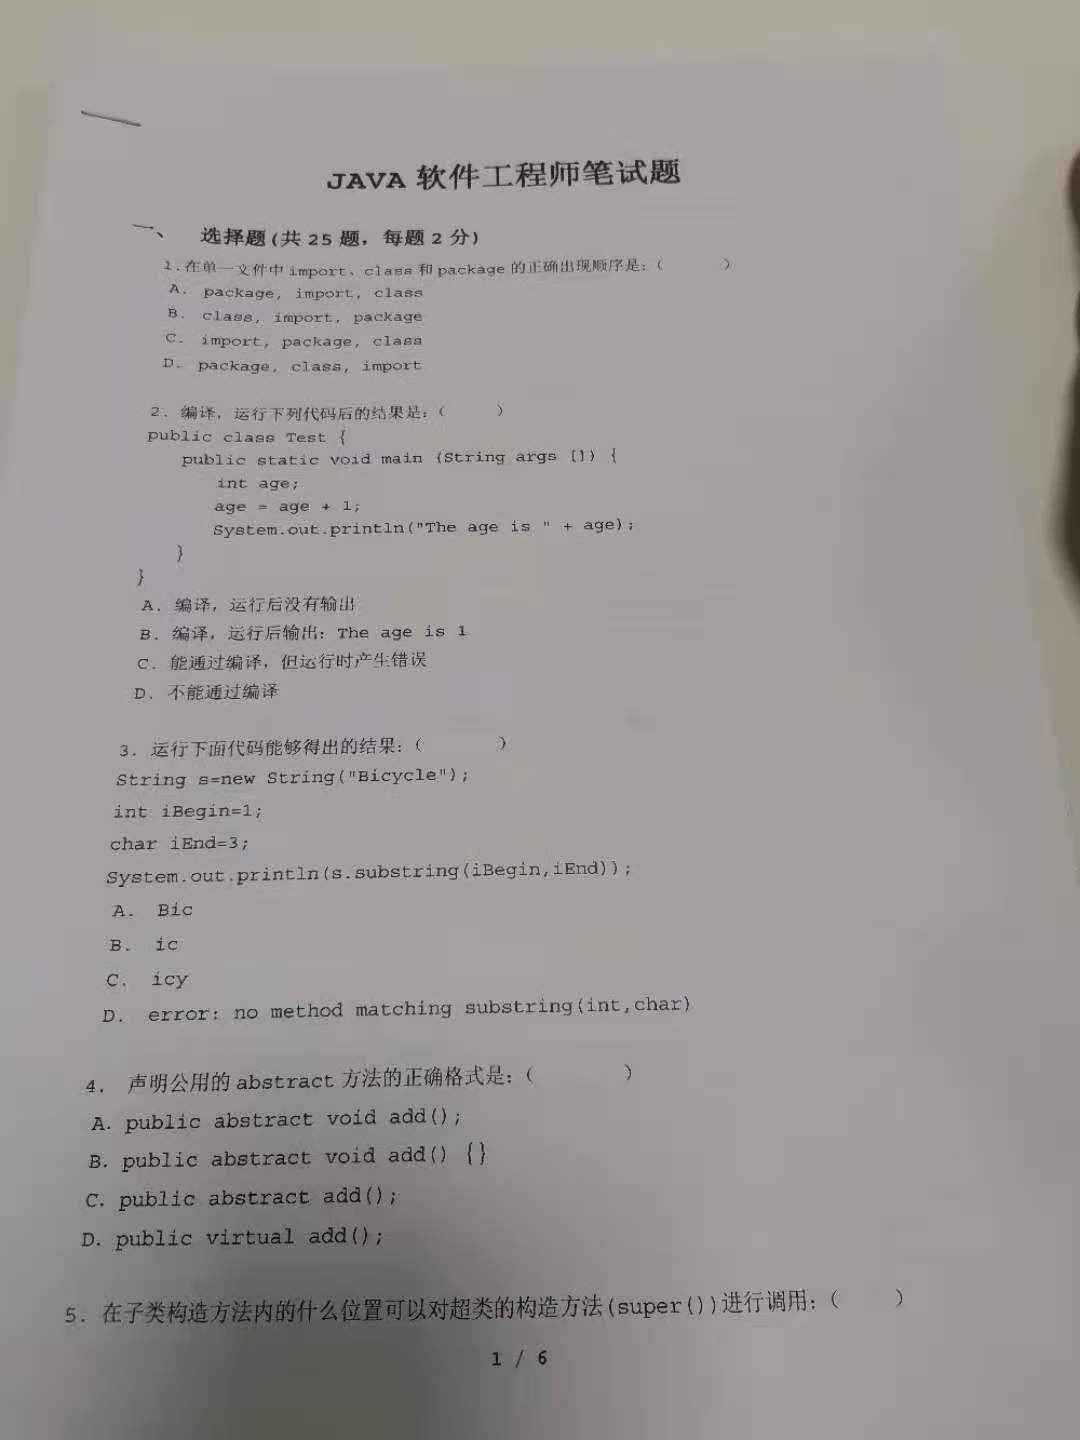 JAVA 软件工程师笔试题
一、 选择题(共 25 题，每题 2 分)
1.在单一文件中 import、class 和 package 的正确出现顺序是：（ ）
A. package, import, class
B. class, import, package
C. import, package, class
D. package, class, import
2. 编译，运行下列代码后的结果是：（ ）
public class Test {
public static void main (String args []) {
int age;
age = age + 1;
System.out.println("The age is " + age);
}
}
A. 编译，运行后没有输出
B. 编译，运行后输出：The age is 1
C. 能通过编译，但运行时产生错误
D. 不能通过编译
3. 运行下面代码能够得出的结果：（ ）
String s=new String("Bicycle");
int iBegin=1;
char iEnd=3;
System.out.println(s.substring(iBegin,iEnd));
A. Bic
B. ic
C. icy
D. error: no method matching substring(int,char)
4. 声明公用的 abstract 方法的正确格式是：（ ）
A. public abstract void add();
B. public abstract void add() {}
C. public abstract add();
D. public virtual add();
5. 在子类构造方法内的什么位置可以对超类的构造方法(super())进行调用：（ ）
1 / 6